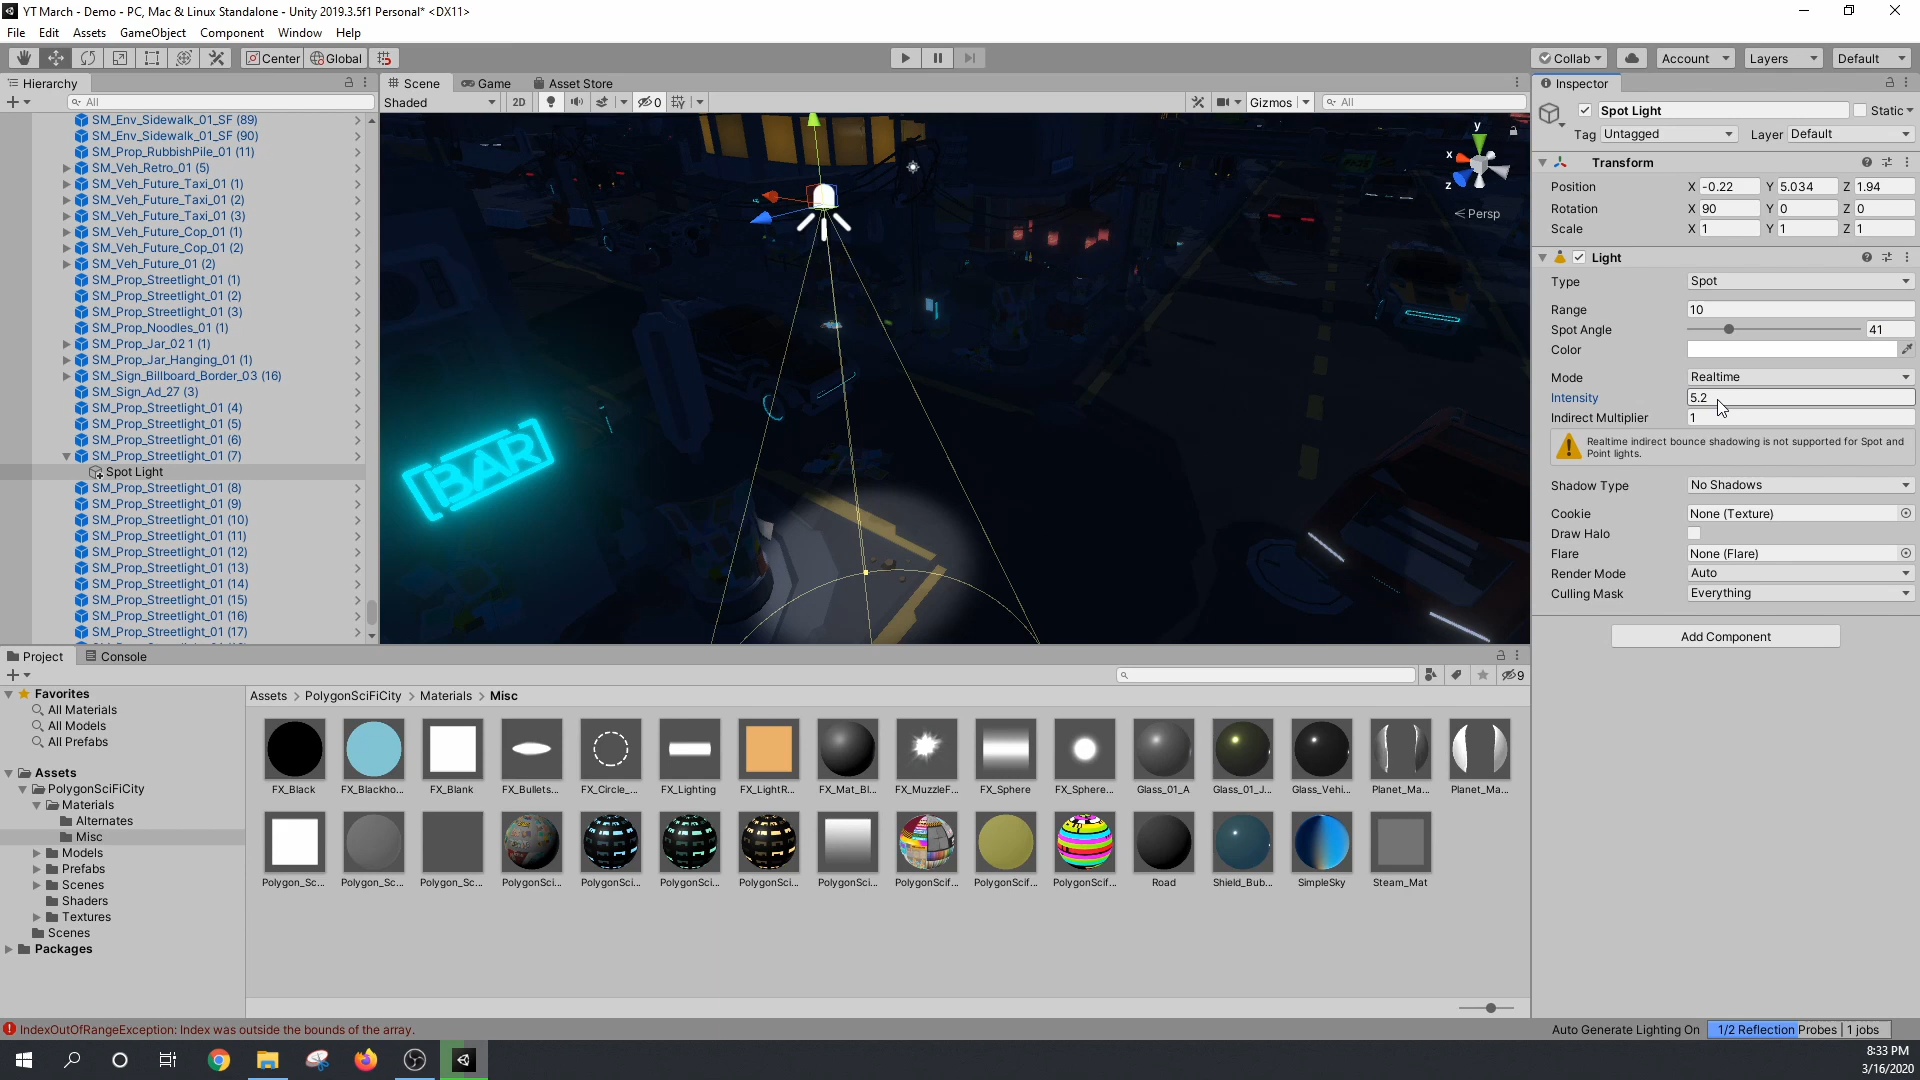 YT March - Demo - PC, Mac & Linux Standalone - Unity 2019.3.5f1 Personal* <DX11>
File Edit Assets GameObject Component Window Help
Center Global Collab Account Layers Default
Hierarchy
All
SM_Env_Sidewalk_01_SF (89)
SM_Env_Sidewalk_01_SF (90)
SM_Prop_RubbishPile_01 (11)
SM_Veh_Retro_01 (5)
SM_Veh_Future_Taxi_01 (1)
SM_Veh_Future_Taxi_01 (2)
SM_Veh_Future_Taxi_01 (3)
SM_Veh_Future_Cop_01 (1)
SM_Veh_Future_Cop_01 (2)
SM_Veh_Future_01 (2)
SM_Prop_Streetlight_01 (1)
SM_Prop_Streetlight_01 (2)
SM_Prop_Streetlight_01 (3)
SM_Prop_Noodles_01 (1)
SM_Prop_Jar_02 1 (1)
SM_Prop_Jar_Hanging_01 (1)
SM_Sign_Billboard_Border_03 (16)
SM_Sign_Ad_27 (3)
SM_Prop_Streetlight_01 (4)
SM_Prop_Streetlight_01 (5)
SM_Prop_Streetlight_01 (6)
SM_Prop_Streetlight_01 (7)
Spot Light
SM_Prop_Streetlight_01 (8)
SM_Prop_Streetlight_01 (9)
SM_Prop_Streetlight_01 (10)
SM_Prop_Streetlight_01 (11)
SM_Prop_Streetlight_01 (12)
SM_Prop_Streetlight_01 (13)
SM_Prop_Streetlight_01 (14)
SM_Prop_Streetlight_01 (15)
SM_Prop_Streetlight_01 (16)
SM_Prop_Streetlight_01 (17)
Scene Game Asset Store
Shaded 2D 0 Gizmos All
y
x
z
Persp
BAR
Inspector
Spot Light Static
Tag Untagged Layer Default
Transform
Position X -0.22 Y 5.034 Z 1.94
Rotation X 90 Y 0 Z 0
Scale X 1 Y 1 Z 1
Light
Type Spot
Range 10
Spot Angle 41
Color
Mode Realtime
Intensity 5.2
Indirect Multiplier 1
Realtime indirect bounce shadowing is not supported for Spot and
Point lights.
Shadow Type No Shadows
Cookie None (Texture)
Draw Halo
Flare None (Flare)
Render Mode Auto
Culling Mask Everything
Add Component
Project Console
9
Favorites
All Materials
All Models
All Prefabs
Assets
PolygonSciFiCity
Materials
Alternates
Misc
Models
Prefabs
Scenes
Shaders
Textures
Scenes
Packages
Assets > PolygonSciFiCity > Materials > Misc
FX_Black FX_Blackho... FX_Blank FX_Bullets... FX_Circle_... FX_Lighting FX_LightR... FX_Mat_Bl... FX_MuzzleF... FX_Sphere FX_Sphere... Glass_01_A Glass_01_J... Glass_Vehi... Planet_Ma... Planet_Ma...
Polygon_Sc... Polygon_Sc... Polygon_Sc... PolygonSci... PolygonSci... PolygonSci... PolygonSci... PolygonSci... PolygonScif... PolygonScif... PolygonScif... Road Shield_Bub... SimpleSky Steam_Mat
IndexOutOfRangeException: Index was outside the bounds of the array.
Auto Generate Lighting On 1/2 Reflection Probes | 1 jobs
8:33 PM
3/16/2020